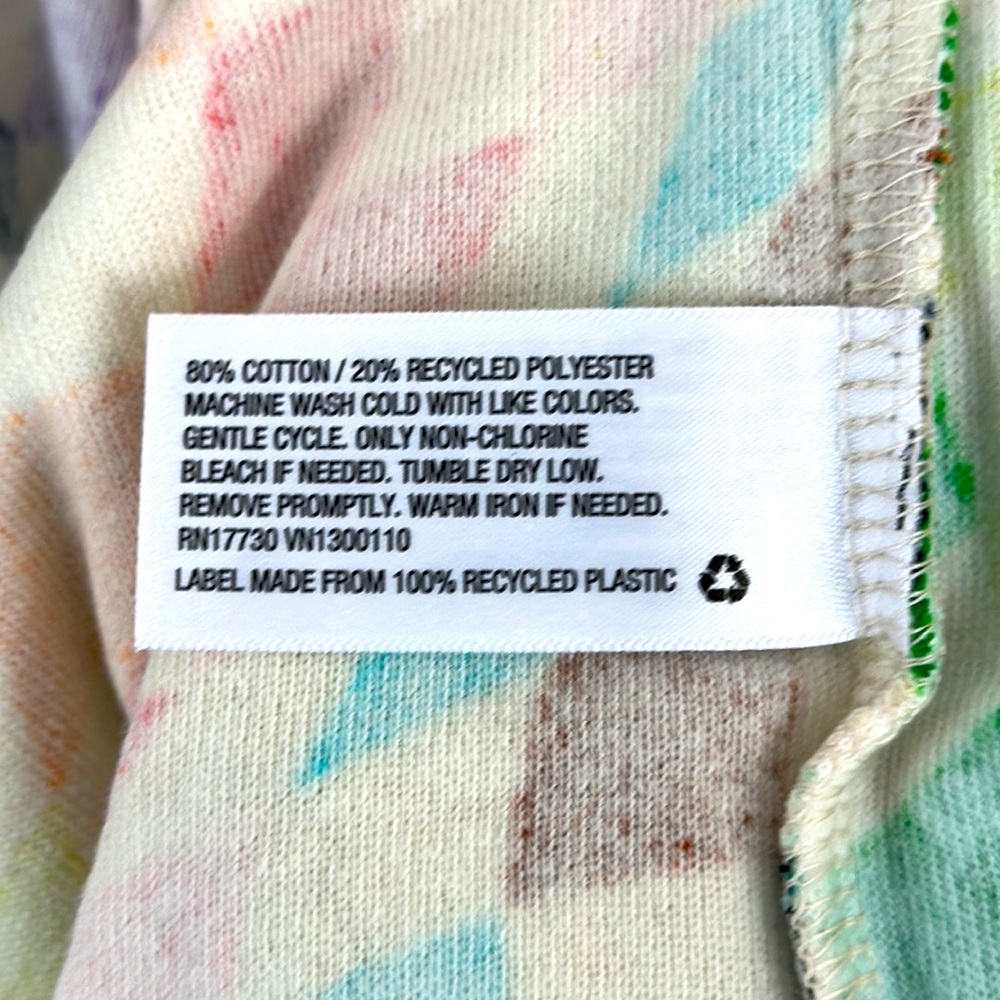 80% COTTON / 20% RECYCLED POLYESTER
MACHINE WASH COLD WITH LIKE COLORS.
GENTLE CYCLE. ONLY NON-CHLORINE
BLEACH IF NEEDED. TUMBLE DRY LOW.
REMOVE PROMPTLY. WARM IRON IF NEEDED.
RN17730 VN1300110
LABEL MADE FROM 100% RECYCLED PLASTIC